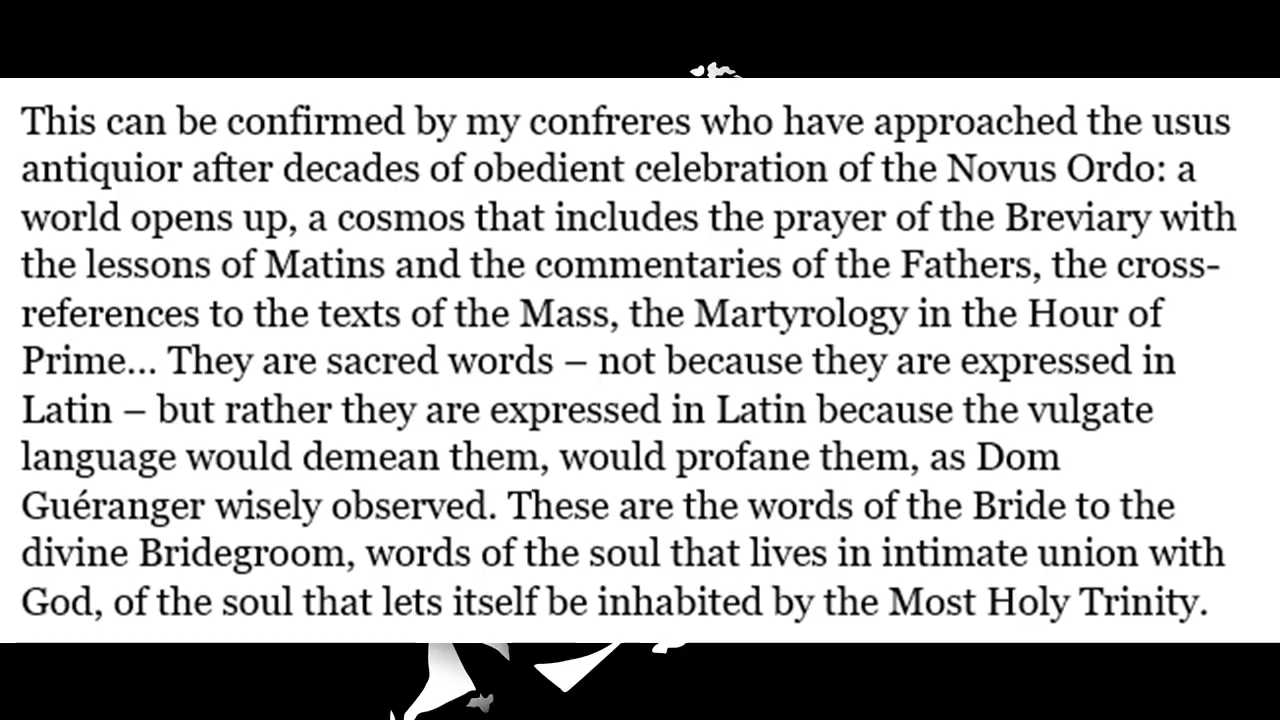 This can be confirmed by my confreres who have approached the usus
antiquior after decades of obedient celebration of the Novus Ordo: a
world opens up, a cosmos that includes the prayer of the Breviary with
the lessons of Matins and the commentaries of the Fathers, the cross-
references to the texts of the Mass, the Martyrology in the Hour of
Prime... They are sacred words – not because they are expressed in
Latin – but rather they are expressed in Latin because the vulgate
language would demean them, would profane them, as Dom
Guéranger wisely observed. These are the words of the Bride to the
divine Bridegroom, words of the soul that lives in intimate union with
God, of the soul that lets itself be inhabited by the Most Holy Trinity.